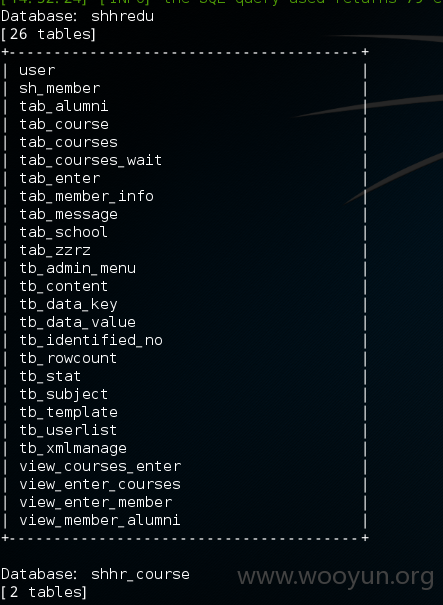 [14:52:24] [INFO] the SQL query used returns 79 e
Database: shhredu
[26 tables]
+---------------------------------------+
| user |
| sh_member |
| tab_alumni |
| tab_course |
| tab_courses |
| tab_courses_wait |
| tab_enter |
| tab_member_info |
| tab_message |
| tab_school |
| tab_zzrz |
| tb_admin_menu |
| tb_content |
| tb_data_key |
| tb_data_value |
| tb_identified_no |
| tb_rowcount |
| tb_stat |
| tb_subject |
| tb_template |
| tb_userlist |
| tb_xmlmanage |
| view_courses_enter |
| view_enter_courses |
| view_enter_member |
| view_member_alumni |
+---------------------------------------+
Database: shhr_course
[2 tables]
www.wooyun.org